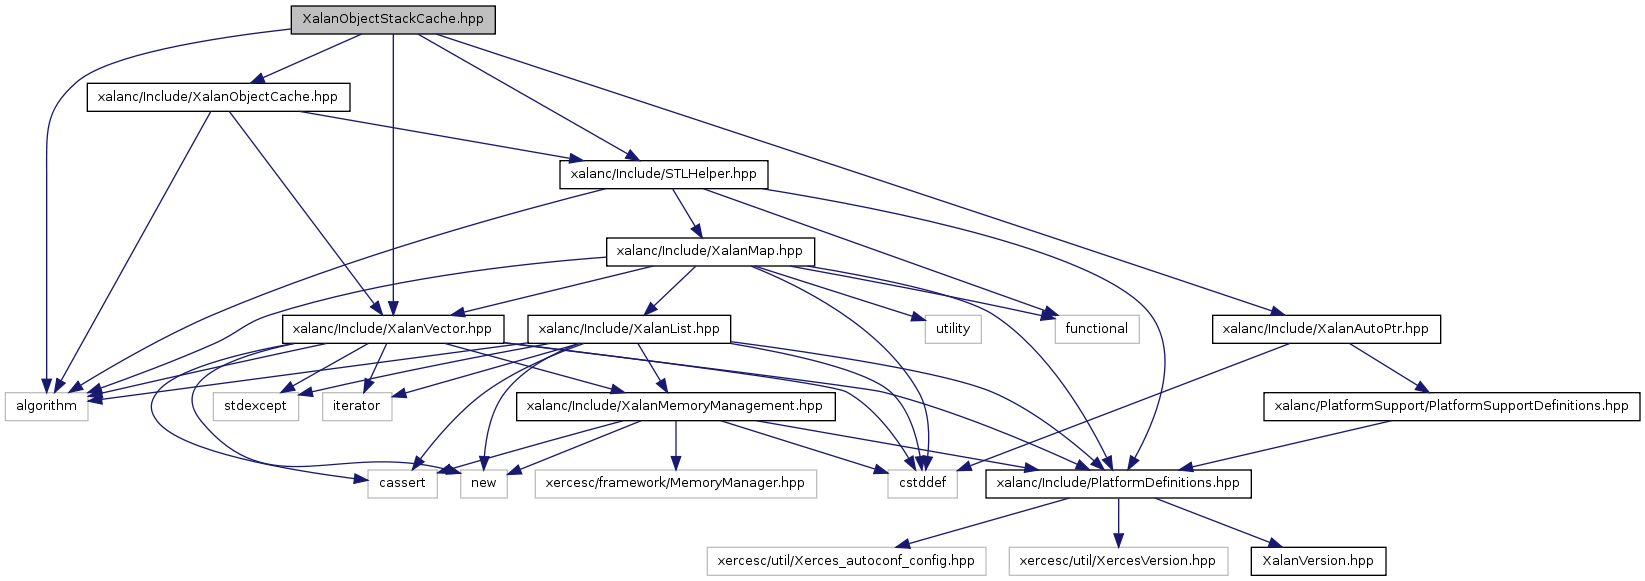 XalanObjectStackCache.hpp
xalanc/Include/XalanObjectCache.hpp
xalanc/Include/STLHelper.hpp
xalanc/Include/XalanMap.hpp
xalanc/Include/XalanVector.hpp
xalanc/Include/XalanList.hpp
utility
functional
xalanc/Include/XalanAutoPtr.hpp
algorithm
stdexcept
iterator
xalanc/Include/XalanMemoryManagement.hpp
xalanc/PlatformSupport/PlatformSupportDefinitions.hpp
cassert
new
xercesc/framework/MemoryManager.hpp
cstddef
xalanc/Include/PlatformDefinitions.hpp
xercesc/util/Xerces_autoconf_config.hpp
xercesc/util/XercesVersion.hpp
XalanVersion.hpp